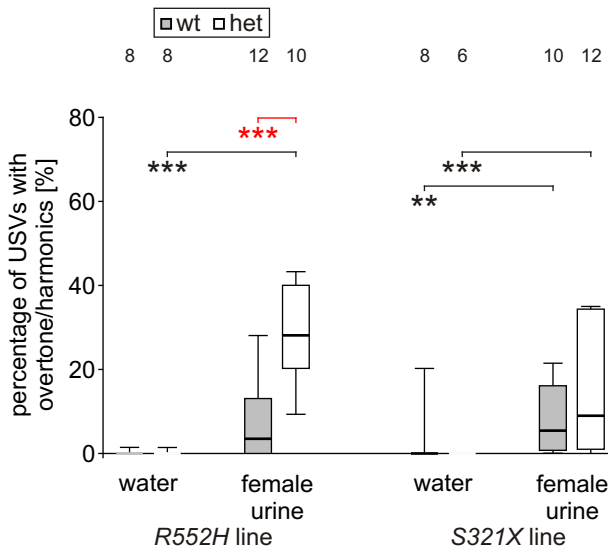 wt het
8 8 12 10 8 6 10 12
percentage of USVs with
overtone/harmonics [%]
80
60
40
20
0
***
***
***
**
water
female
urine
water
female
urine
R552H line
S321X line